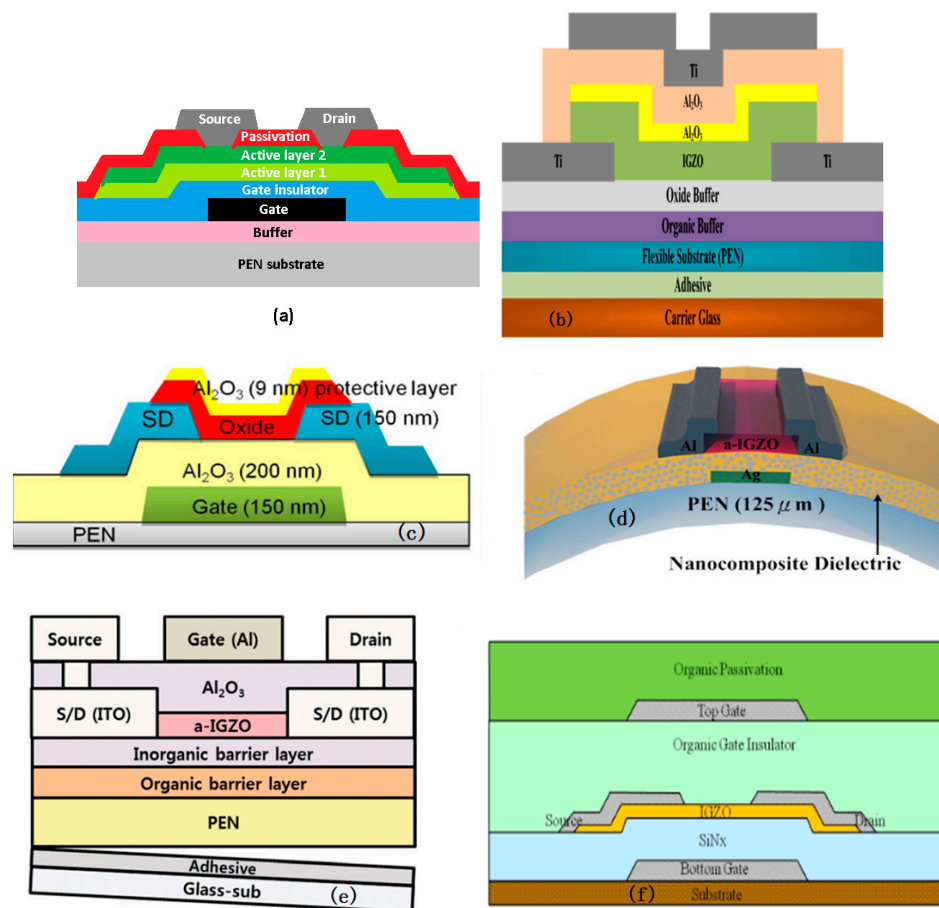 Source Drain
Passivation
Active layer 2
Active layer 1
Gate insulator
Gate
Buffer
PEN substrate
(a)
Ti
Al₂O₃
Al₂O₃
IGZO
Ti Ti
Oxide Buffer
Organic Buffer
Flexible Substrate (PEN)
Adhesive
Carrier Glass
(b)
Al₂O₃ (9 nm) protective layer
SD Oxide SD (150 nm)
Al₂O₃ (200 nm)
Gate (150 nm)
PEN
(c)
Al a-IGZO Al
Ag
PEN (125μm)
(d)
Nanocomposite Dielectric
Source Gate (Al) Drain
Al₂O₃
S/D (ITO) a-IGZO S/D (ITO)
Inorganic barrier layer
Organic barrier layer
PEN
Adhesive
Glass-sub
(e)
Organic Passivation
Top Gate
Organic Gate Insulator
Source IGZO Drain
SiNx
Bottom Gate
Substrate
(f)